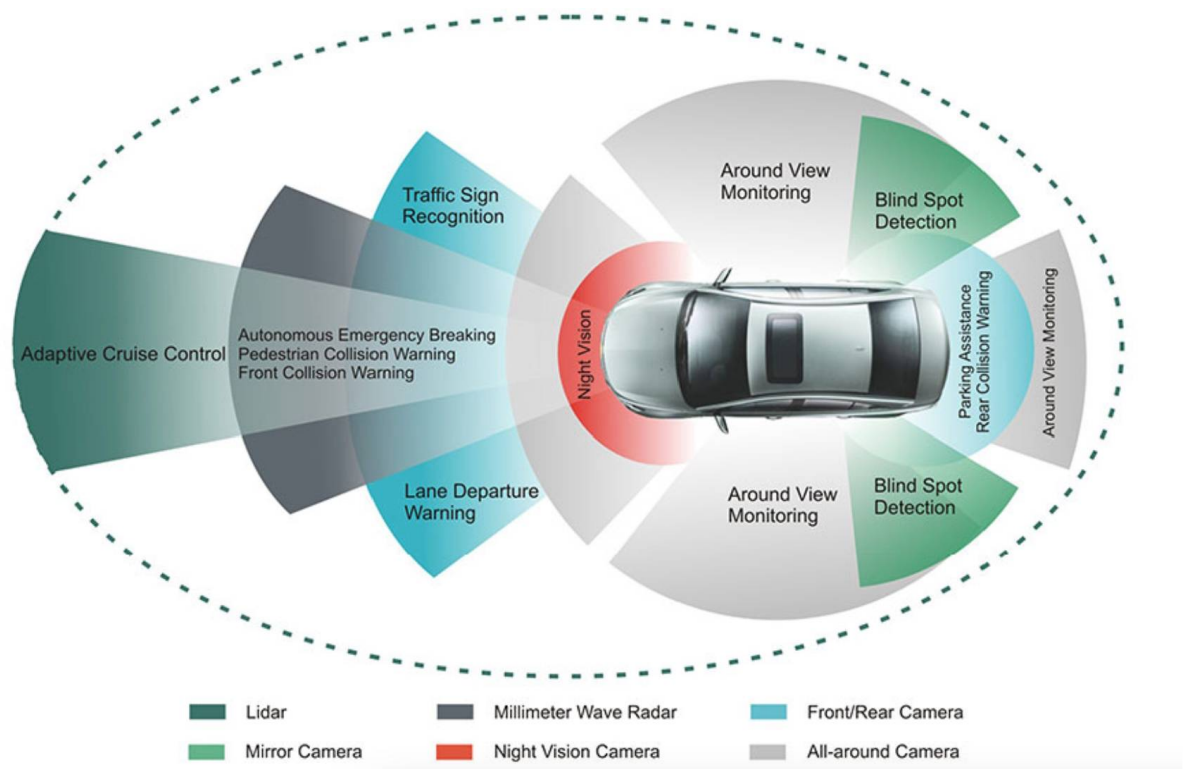 Around View
Monitoring
Traffic Sign
Recognition
Blind Spot
Detection
Adaptive Cruise Control
Autonomous Emergency Breaking
Pedestrian Collision Warning
Front Collision Warning
Night Vision
Parking Assistance
Rear Collision Warning
Around View Monitoring
Lane Departure
Warning
Around View
Monitoring
Blind Spot
Detection
Lidar
Millimeter Wave Radar
Front/Rear Camera
Mirror Camera
Night Vision Camera
All-around Camera